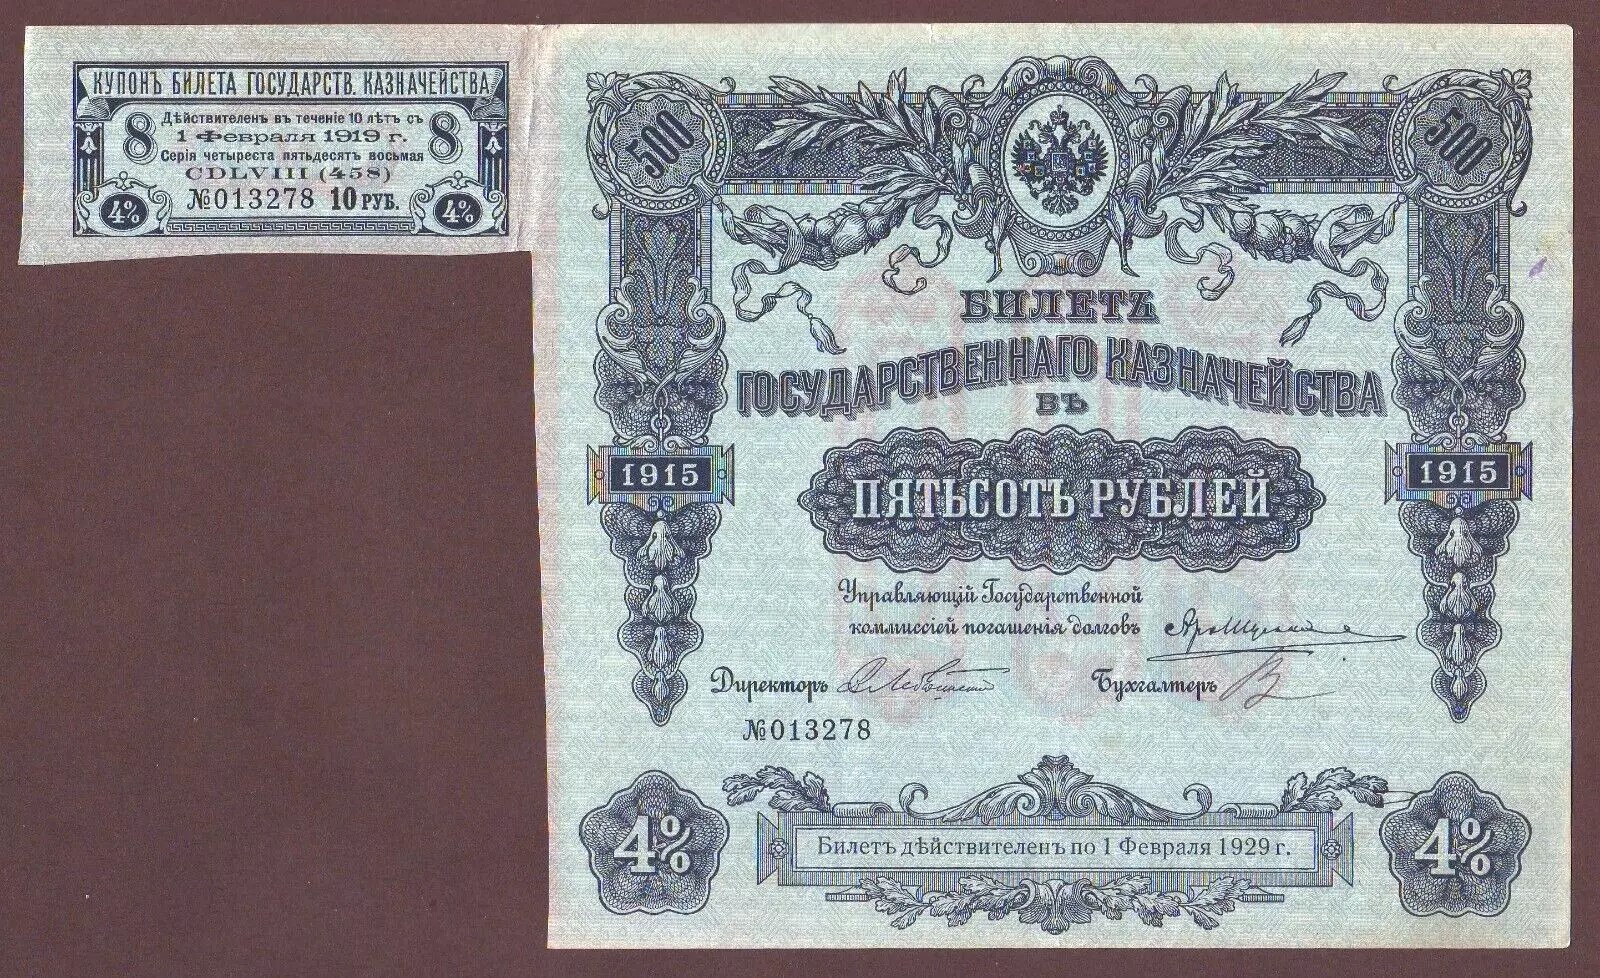 КУПОНЪ БИЛЕТА ГОСУДАРСТВ. КАЗНАЧЕЙСТВА
8 Дѣйствителенъ въ теченіе 10 лѣтъ съ 8
1 Февраля 1919 г.
Серія четыреста пятьдесятъ восьмая
CDLVIII (458)
4% №013278 10 РУБ. 4%
500 500
БИЛЕТЪ
ГОСУДАРСТВЕННАГО КАЗНАЧЕЙСТВА
ВЪ
1915 1915
ПЯТЬСОТЪ РУБЛЕЙ
Управляющій Государственной
коммиссіей погашенія долговъ
Директоръ Бухгалтеръ
№013278
4% 4%
Билетъ дѣйствителенъ по 1 Февраля 1929 г.